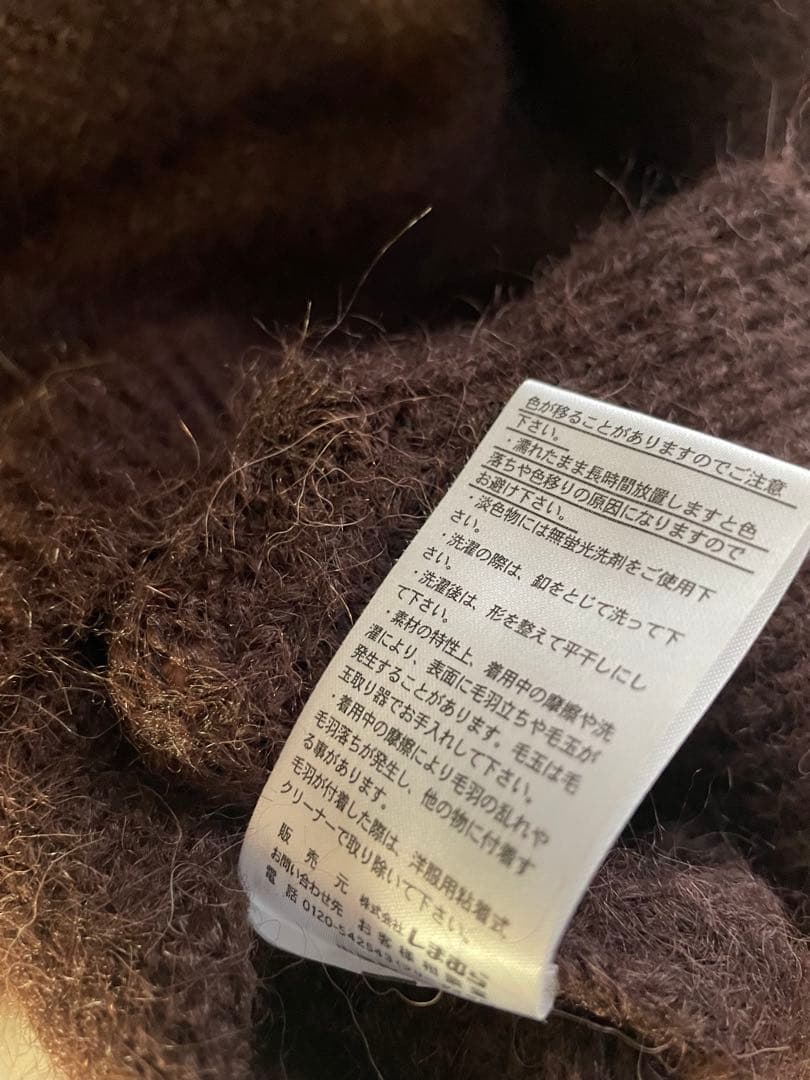 色が移ることがありますのでご注意
下さい。
・濡れたまま長時間放置しますと色
落ちや色移りの原因になりますので
お避け下さい。
・淡色物には無蛍光洗剤をご使用下
さい。
・洗濯の際は、釦をとじて洗って下
さい。
・洗濯後は、形を整えて平干しにし
て下さい。
・素材の特性上、着用中の摩擦や洗
濯により、表面に毛羽立ちや毛玉が
発生することがあります。毛玉は毛
玉取り器でお手入れして下さい。
・着用中の摩擦により毛羽の乱れや
毛羽落ちが発生し、他の物に付着す
る事があります。
毛羽が付着した際は、洋服用粘着式
クリーナーで取り除いて下さい。
販売元 株式会社しまむら
お問い合わせ先 お客様相談室
電話 0120-542543